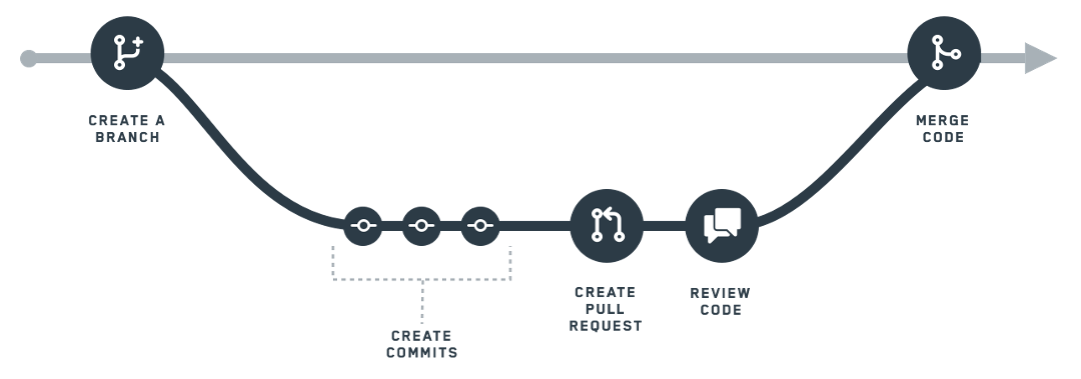 CREATE A
BRANCH
CREATE
COMMITS
CREATE
PULL
REQUEST
REVIEW
CODE
MERGE
CODE